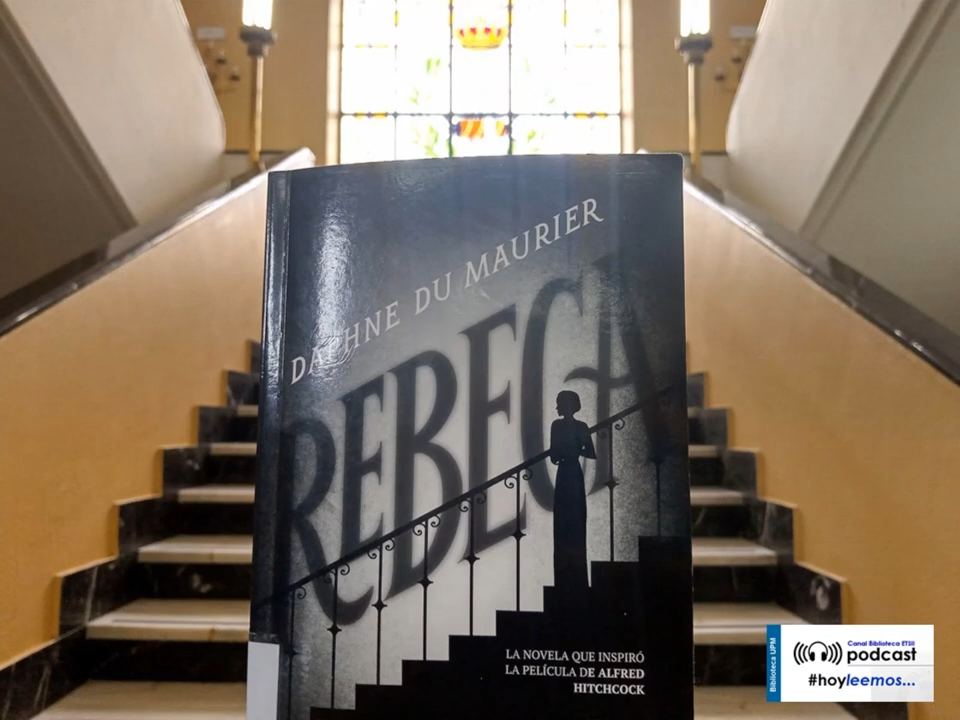 DAPHNE DU MAURIER
REBECA
LA NOVELA QUE INSPIRÓ
LA PELÍCULA DE ALFRED
HITCHCOCK
Biblioteca UPM
Canal Biblioteca ETSII
podcast
#hoyleemos...